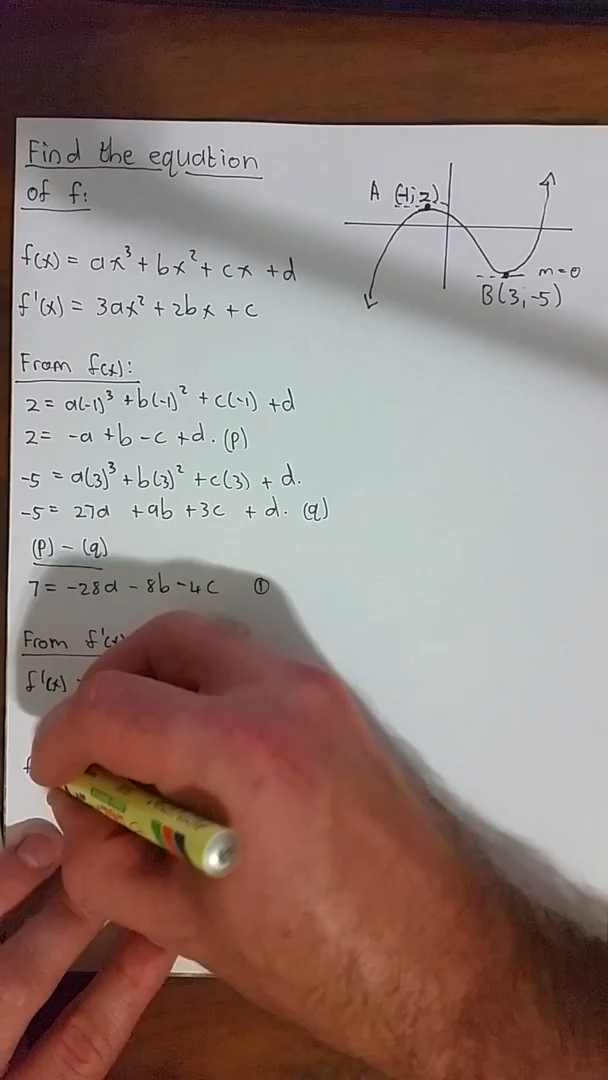 Find the equation
of f:
A (-1; 2)
m=0
B(3;-5)
f(x) = ax³ + bx² + cx + d
f'(x) = 3ax² + 2bx + c
From f(x):
2 = a(-1)³ + b(-1)² + c(-1) + d
2 = -a + b - c + d. (p)
-5 = a(3)³ + b(3)² + c(3) + d.
-5 = 27a + 9b + 3c + d. (q)
(p) - (q)
7 = -28a - 8b - 4c ①
From f'(x)
f'(x)